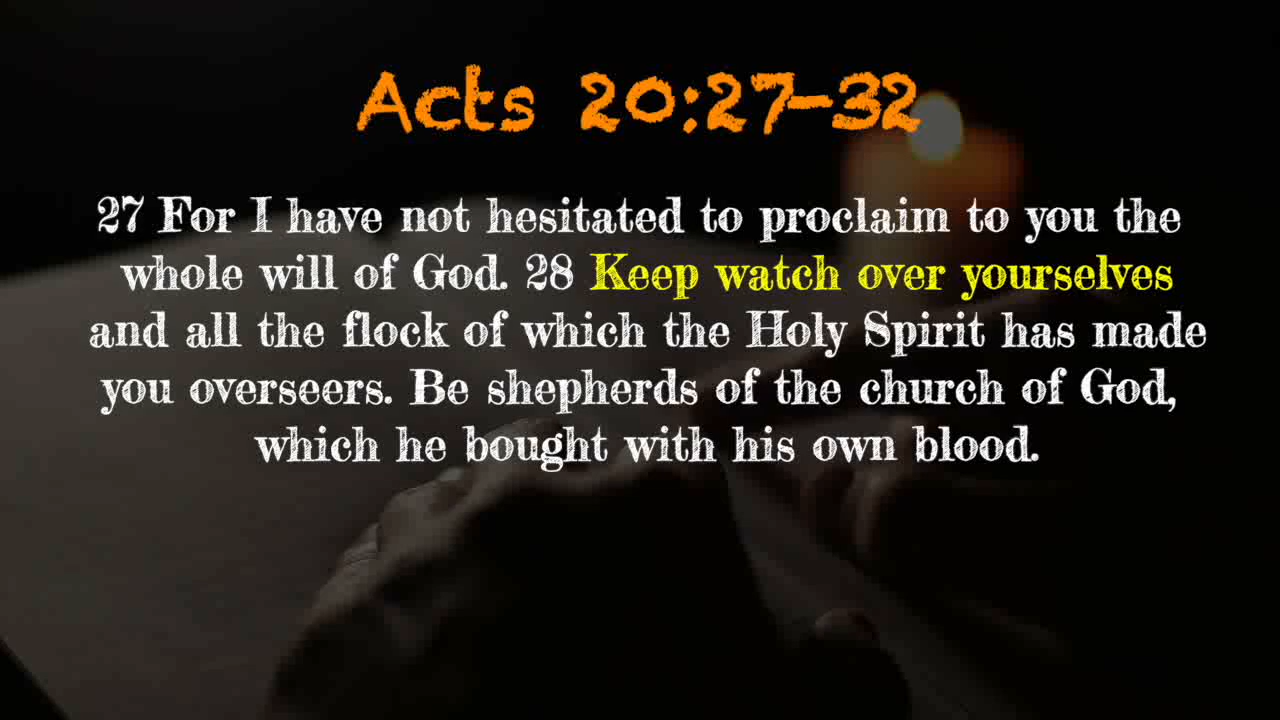 Acts 20:27-32
27 For I have not hesitated to proclaim to you the
whole will of God. 28 Keep watch over yourselves
and all the flock of which the Holy Spirit has made
you overseers. Be shepherds of the church of God,
which he bought with his own blood.